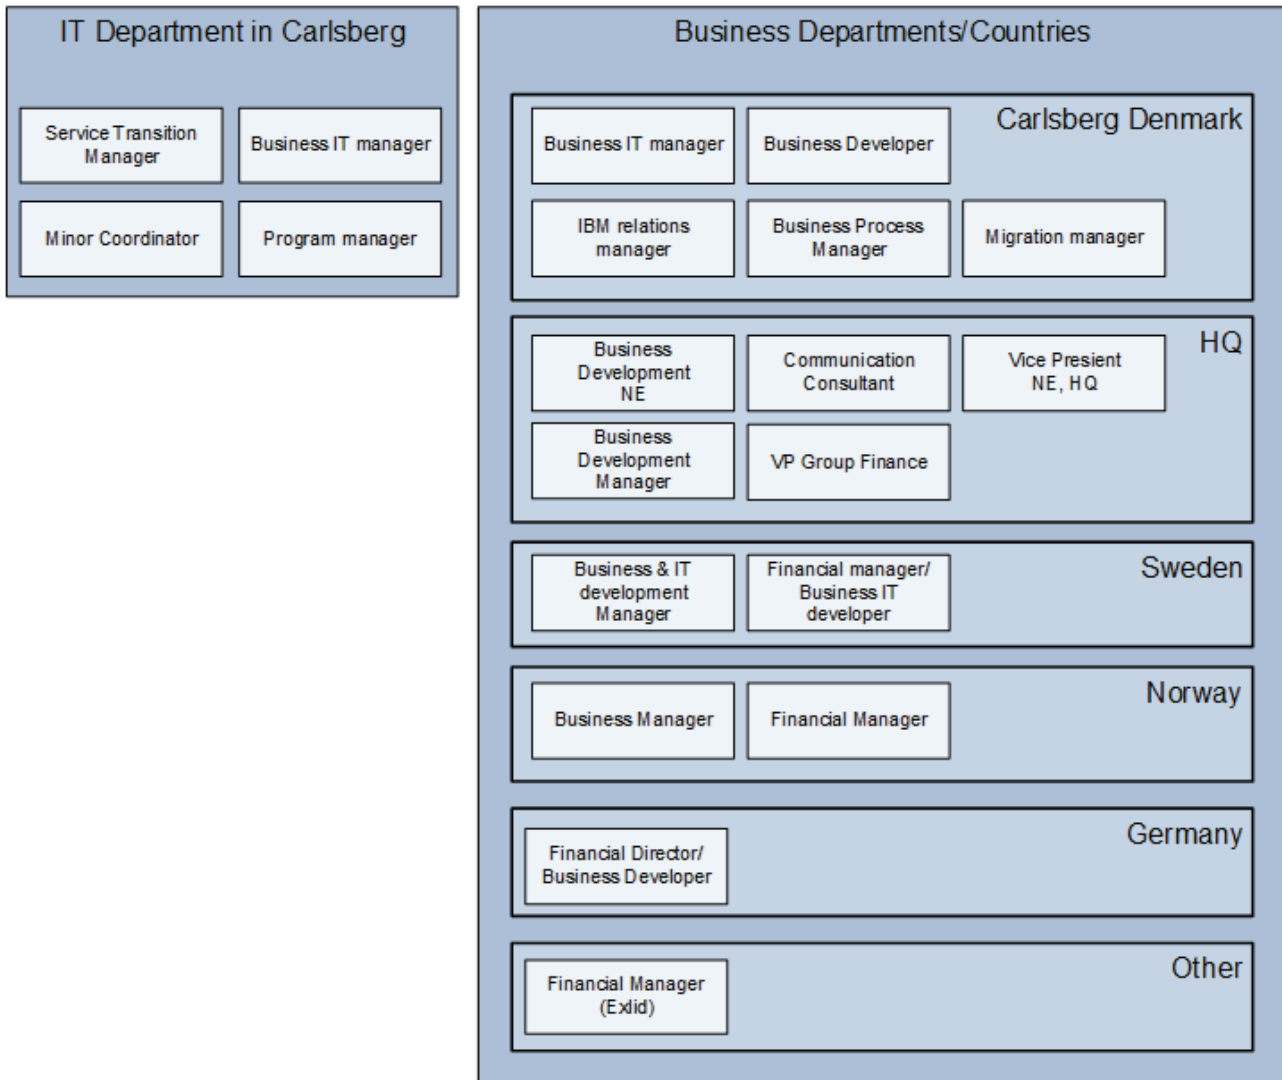 IT Department in Carlsberg
Service Transition
Manager
Business IT manager
Minor Coordinator
Program manager
Business Departments/Countries
Carlsberg Denmark
Business IT manager
Business Developer
IBM relations
manager
Business Process
Manager
Migration manager
HQ
Business
Development
NE
Communication
Consultant
Vice Presient
NE, HQ
Business
Development
Manager
VP Group Finance
Sweden
Business & IT
development
Manager
Financial manager/
Business IT
developer
Norway
Business Manager
Financial Manager
Germany
Financial Director/
Business Developer
Other
Financial Manager
(Exlid)